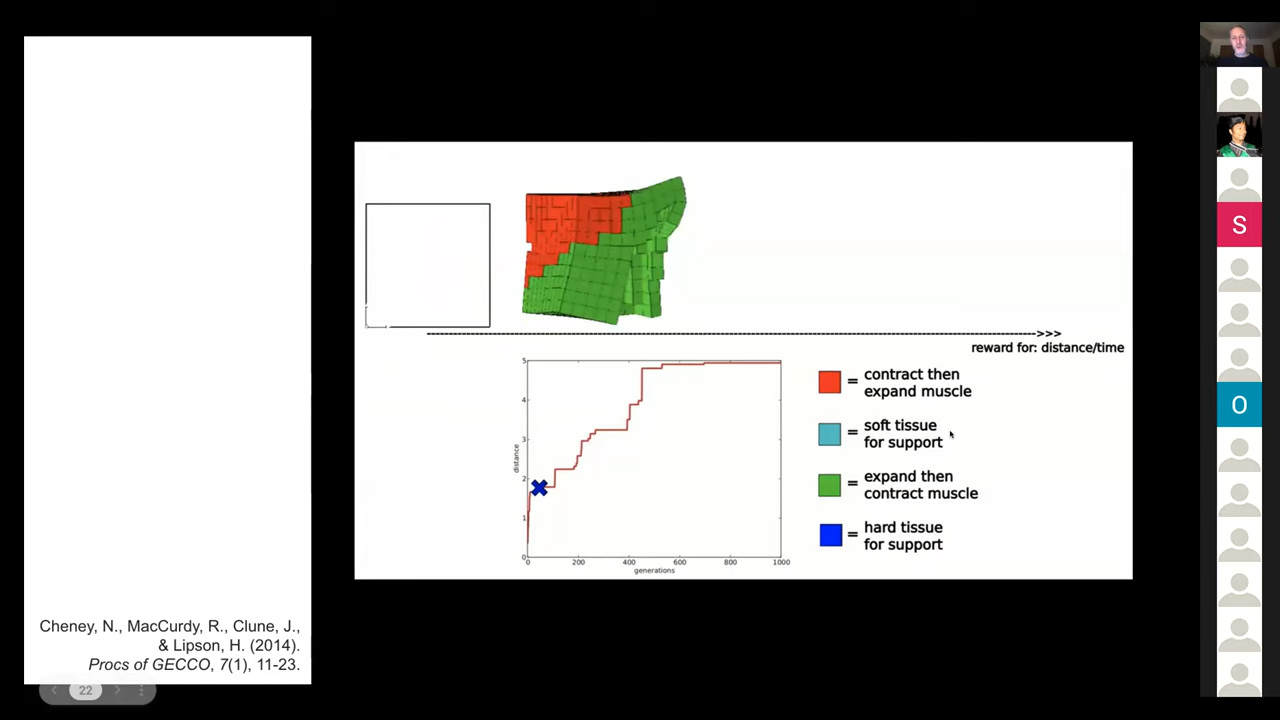 S
O
------------------------>>>
reward for: distance/time
5
4
3
2
1
0
distance
0 200 400 600 800 1000
generations
= contract then
expand muscle
= soft tissue
for support
= expand then
contract muscle
= hard tissue
for support
Cheney, N., MacCurdy, R., Clune, J.,
& Lipson, H. (2014).
Procs of GECCO, 7(1), 11-23.
22